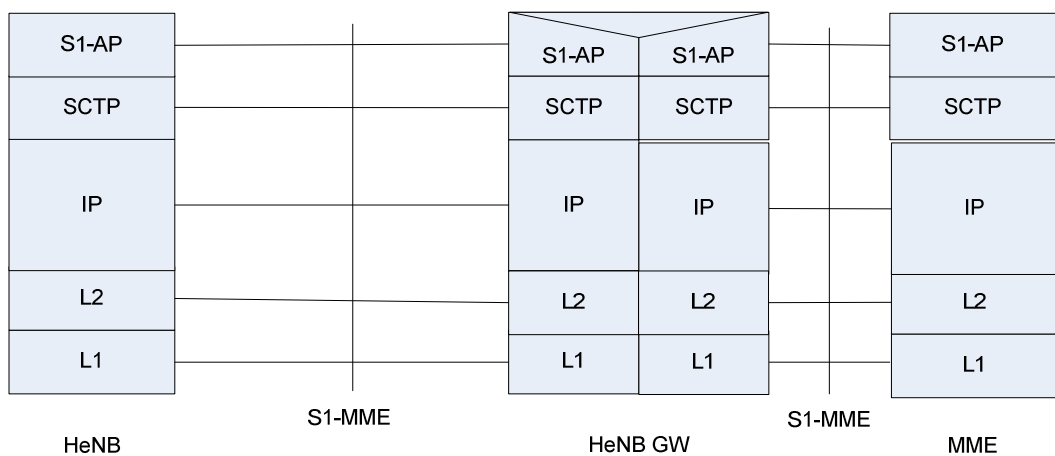 S1-AP S1-AP S1-AP S1-AP
SCTP SCTP SCTP SCTP
IP IP IP IP
L2 L2 L2 L2
L1 L1 L1 L1
S1-MME S1-MME
HeNB HeNB GW MME